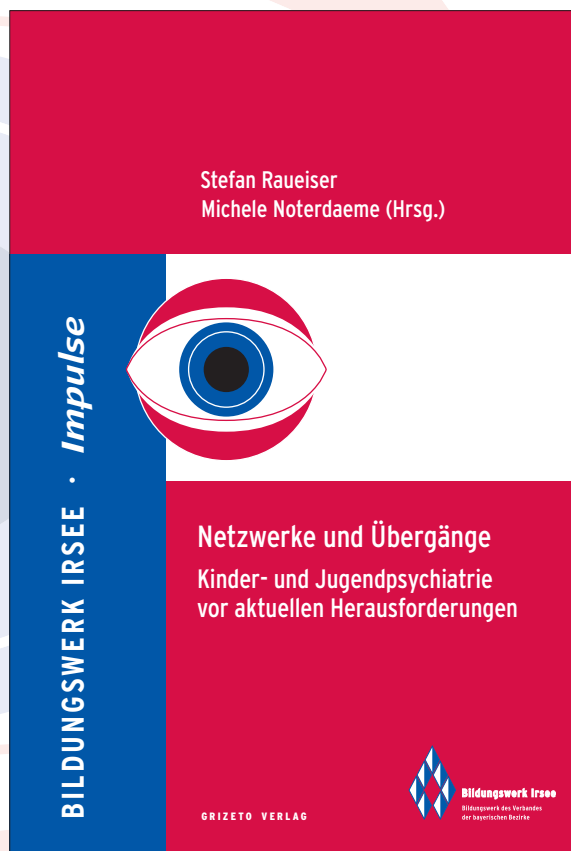 Stefan Raueiser
Michele Noterdaeme (Hrsg.)
BILDUNGSWERK IRSEE · Impulse
Netzwerke und Übergänge
Kinder- und Jugendpsychiatrie
vor aktuellen Herausforderungen
GRIZETO VERLAG
Bildungswerk Irsee
Bildungswerk des Verbandes
der bayerischen Bezirke